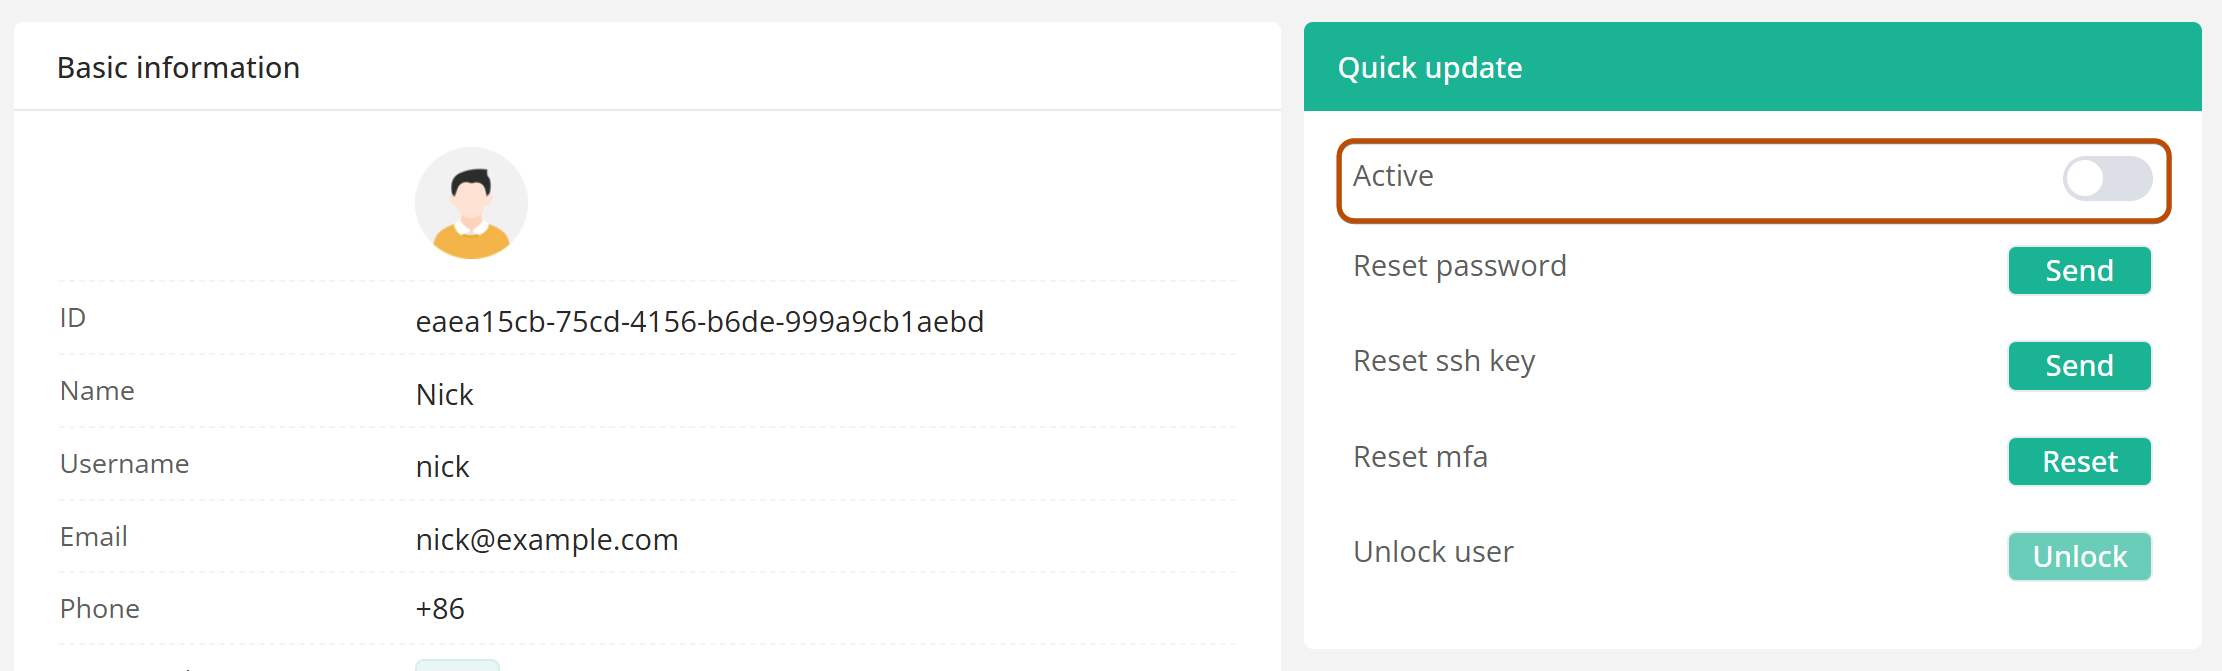 Basic information
ID
eaea15cb-75cd-4156-b6de-999a9cb1aebd
Name
Nick
Username
nick
Email
nick@example.com
Phone
+86
Quick update
Active
Reset password
Send
Reset ssh key
Send
Reset mfa
Reset
Unlock user
Unlock